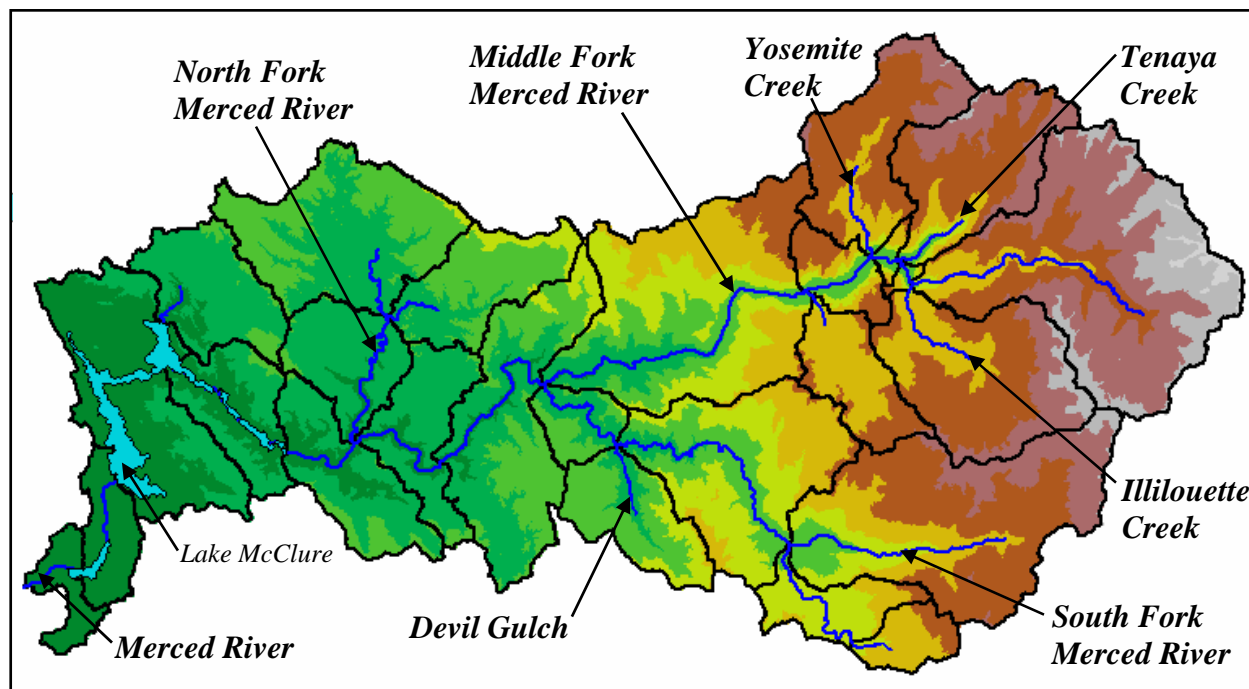 North Fork
Merced River
Middle Fork
Merced River
Yosemite
Creek
Tenaya
Creek
Illilouette
Creek
Lake McClure
Devil Gulch
South Fork
Merced River
Merced River